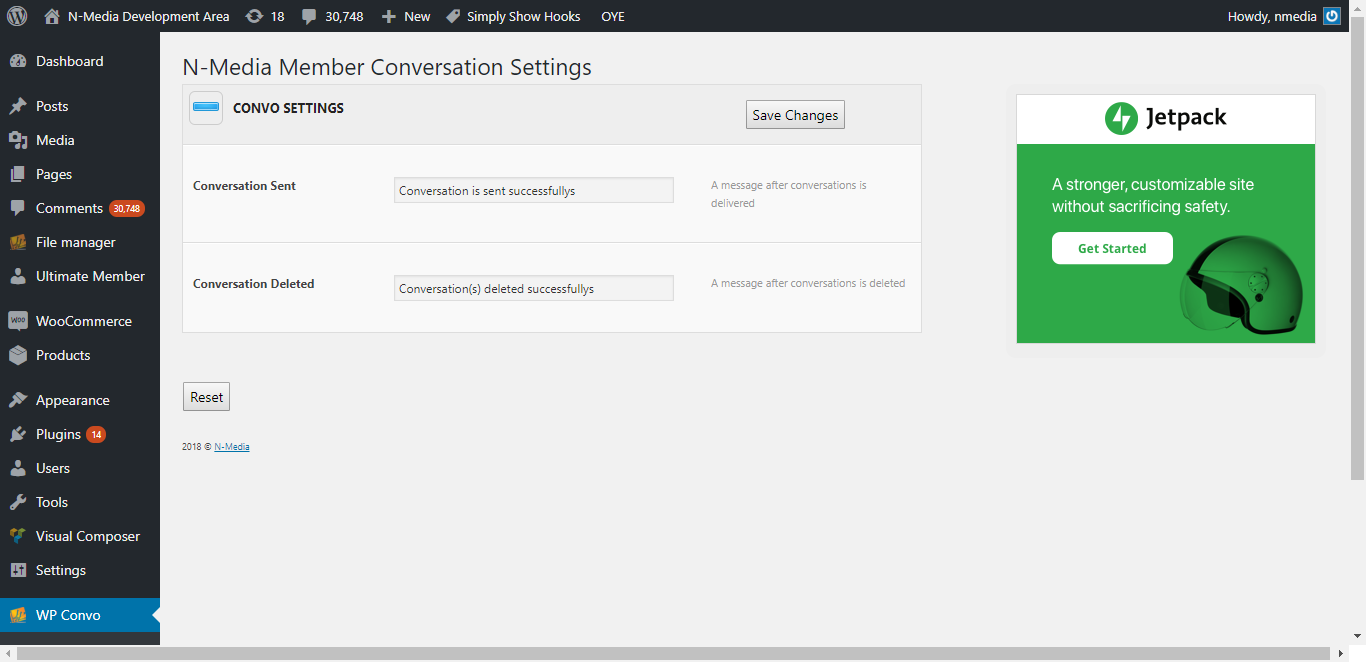 N-Media Development Area 18 30,748 New Simply Show Hooks OYE Howdy, nmedia
Dashboard
Posts
Media
Pages
Comments 30,748
File manager
Ultimate Member
WOO WooCommerce
Products
Appearance
Plugins 14
Users
Tools
Visual Composer
Settings
WP Convo
N-Media Member Conversation Settings
CONVO SETTINGS
Save Changes
Conversation Sent
Conversation is sent successfullys
A message after conversations is
delivered
Conversation Deleted
Conversation(s) deleted successfullys
A message after conversations is deleted
Reset
2018 © N-Media
Jetpack
A stronger, customizable site
without sacrificing safety.
Get Started